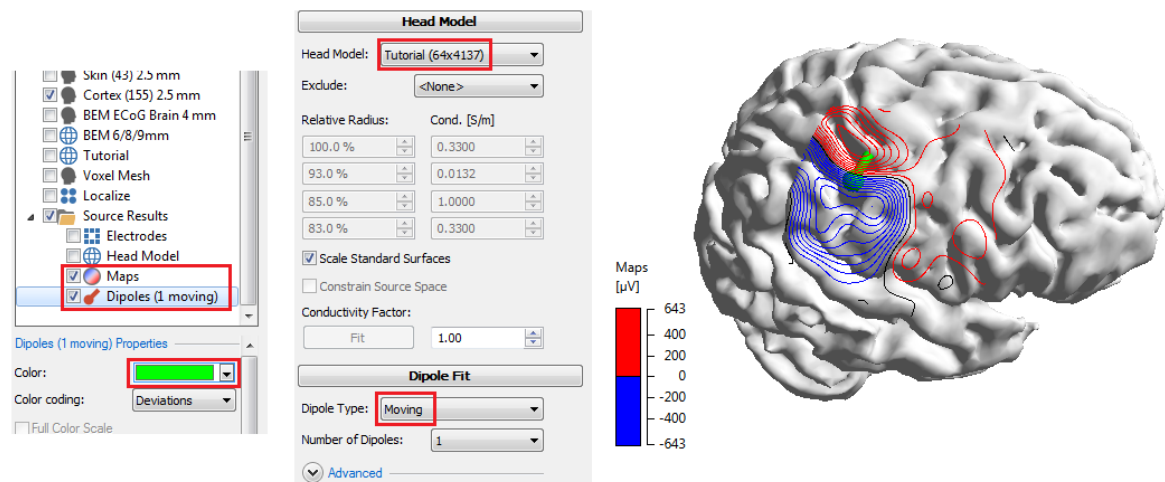 Skin (43) 2.5 mm
Cortex (155) 2.5 mm
BEM ECoG Brain 4 mm
BEM 6/8/9mm
Tutorial
Voxel Mesh
Localize
Source Results
Electrodes
Head Model
Maps
Dipoles (1 moving)
Dipoles (1 moving) Properties
Color:
Color coding: Deviations
Full Color Scale
Head Model
Head Model: Tutorial (64x4137)
Exclude: <None>
Relative Radius: Cond. [S/m]
100.0 % 0.3300
93.0 % 0.0132
85.0 % 1.0000
83.0 % 0.3300
Scale Standard Surfaces
Constrain Source Space
Conductivity Factor:
Fit 1.00
Dipole Fit
Dipole Type: Moving
Number of Dipoles: 1
Advanced
Maps
[µV]
643
400
200
0
-200
-400
-643